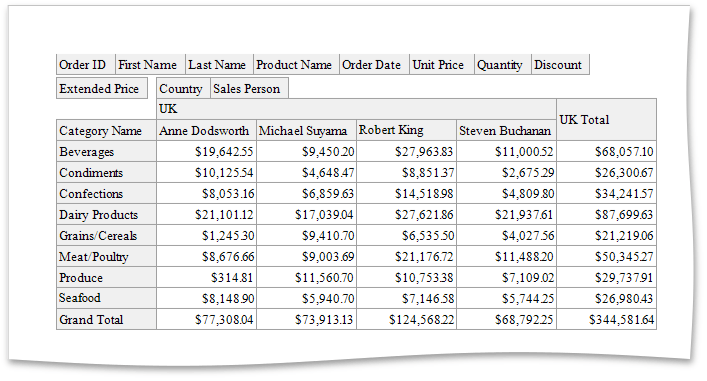 Order ID First Name Last Name Product Name Order Date Unit Price Quantity Discount
Extended Price Country Sales Person
UK UK Total
Category Name Anne Dodsworth Michael Suyama Robert King Steven Buchanan
Beverages $19,642.55 $9,450.20 $27,963.83 $11,000.52 $68,057.10
Condiments $10,125.54 $4,648.47 $8,851.37 $2,675.29 $26,300.67
Confections $8,053.16 $6,859.63 $14,518.98 $4,809.80 $34,241.57
Dairy Products $21,101.12 $17,039.04 $27,621.86 $21,937.61 $87,699.63
Grains/Cereals $1,245.30 $9,410.70 $6,535.50 $4,027.56 $21,219.06
Meat/Poultry $8,676.66 $9,003.69 $21,176.72 $11,488.20 $50,345.27
Produce $314.81 $11,560.70 $10,753.38 $7,109.02 $29,737.91
Seafood $8,148.90 $5,940.70 $7,146.58 $5,744.25 $26,980.43
Grand Total $77,308.04 $73,913.13 $124,568.22 $68,792.25 $344,581.64